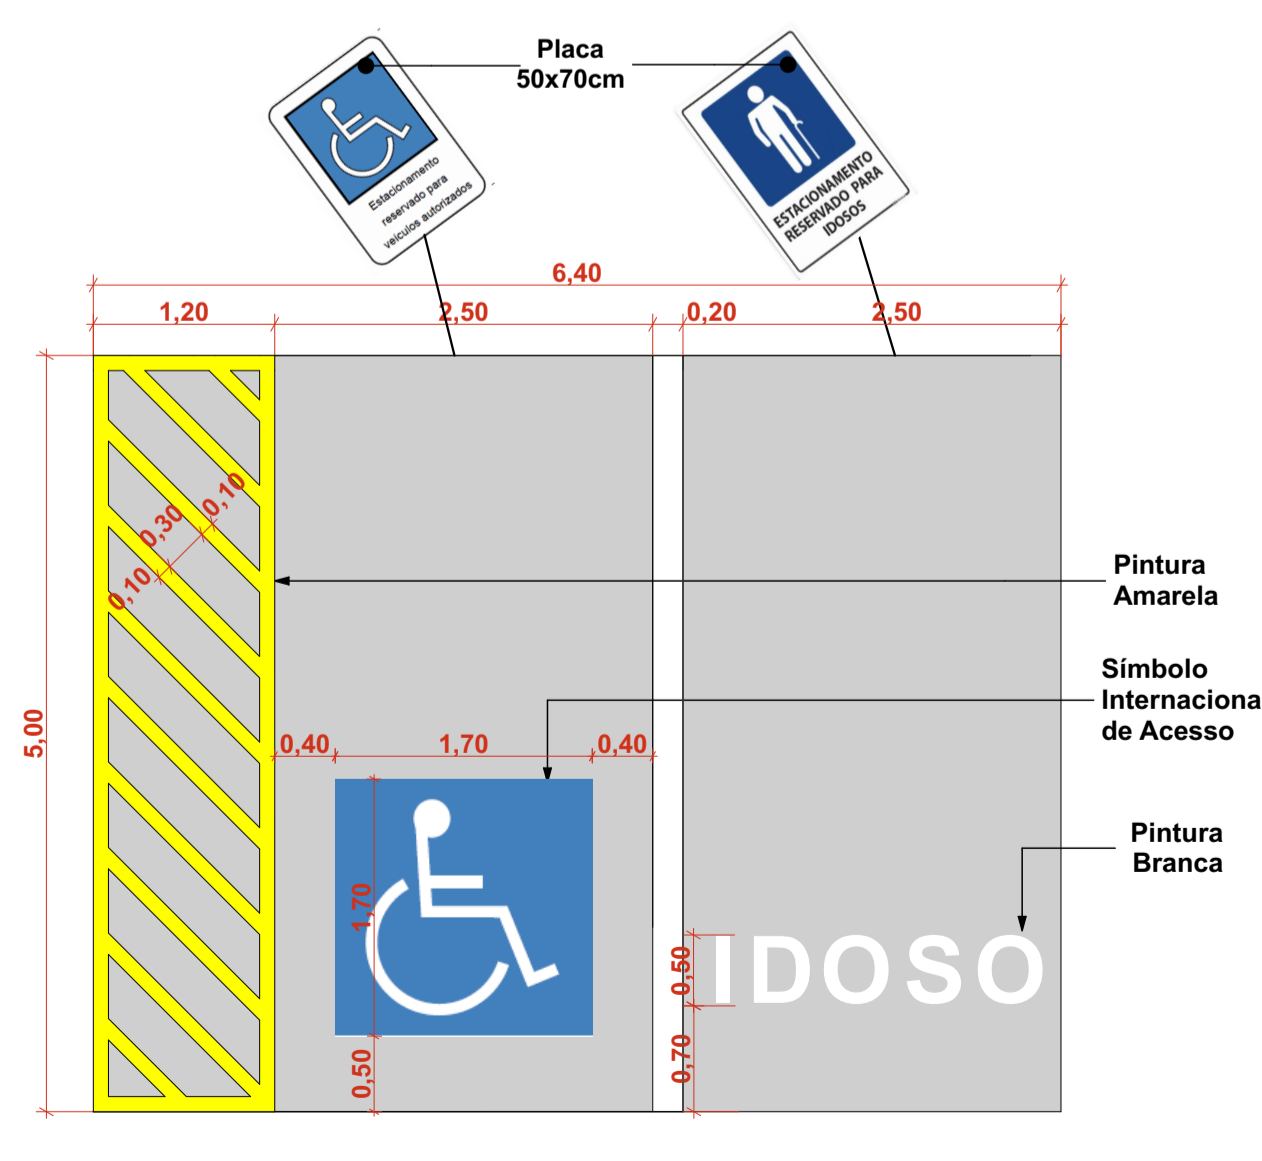 Placa
50x70cm
Estacionamento
reservado para
veículos autorizados
ESTACIONAMENTO
RESERVADO PARA
IDOSOS
6,40
1,20
2,50
0,20
2,50
0,10
0,30
0,10
Pintura
Amarela
Símbolo
Internaciona
de Acesso
5,00
0,40
1,70
0,40
Pintura
Branca
1,70
IDOSO
0,50
0,70
0,50